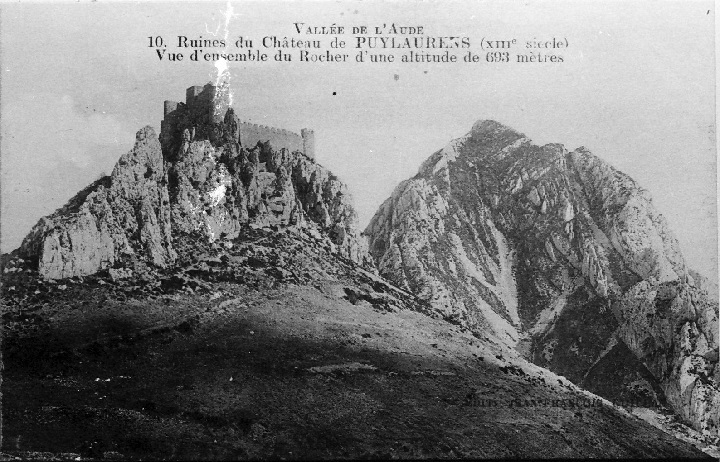 VALLÉE DE L'AUDE
10. Ruines du Château de PUYLAURENS (XIIIe siècle)
Vue d'ensemble du Rocher d'une altitude de 693 mètres